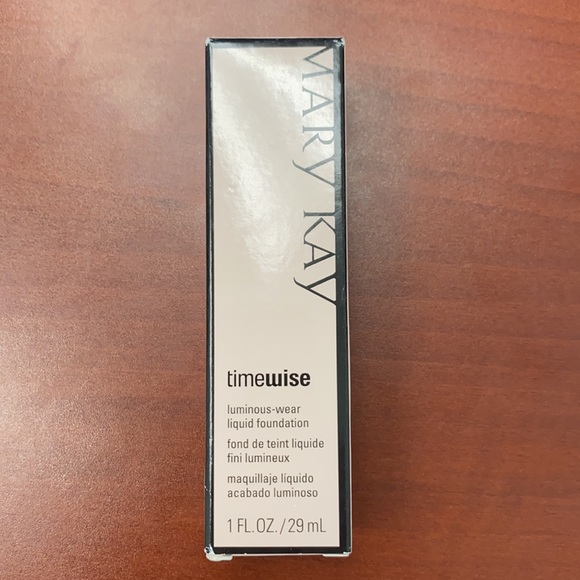 MARY KAY
timewise
luminous-wear
liquid foundation
fond de teint liquide
fini lumineux
maquillaje líquido
acabado luminoso
1 FL.OZ./29 mL